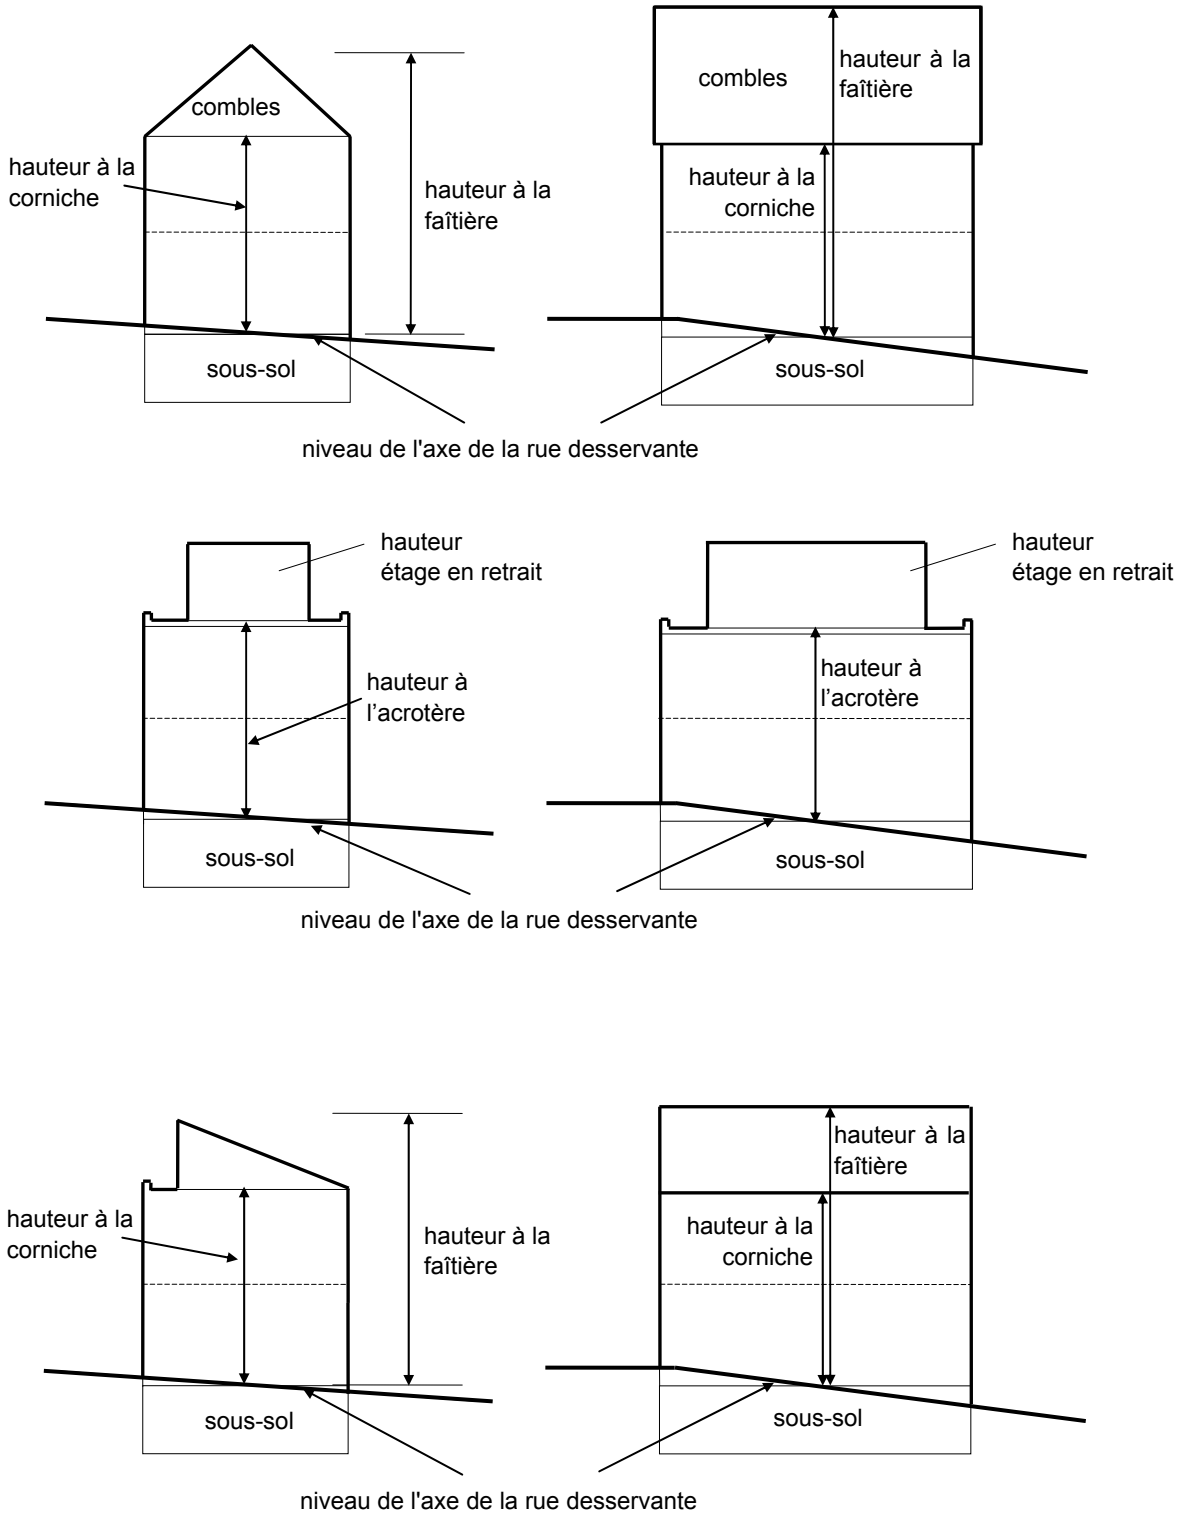 combles
hauteur à la
corniche
hauteur à la
faîtière
sous-sol
combles
hauteur à la
faîtière
hauteur à la
corniche
sous-sol
niveau de l'axe de la rue desservante
hauteur
étage en retrait
hauteur à
l’acrotère
sous-sol
hauteur
étage en retrait
hauteur à
l’acrotère
sous-sol
niveau de l'axe de la rue desservante
hauteur à la
corniche
hauteur à la
faîtière
sous-sol
hauteur à la
faîtière
hauteur à la
corniche
sous-sol
niveau de l'axe de la rue desservante